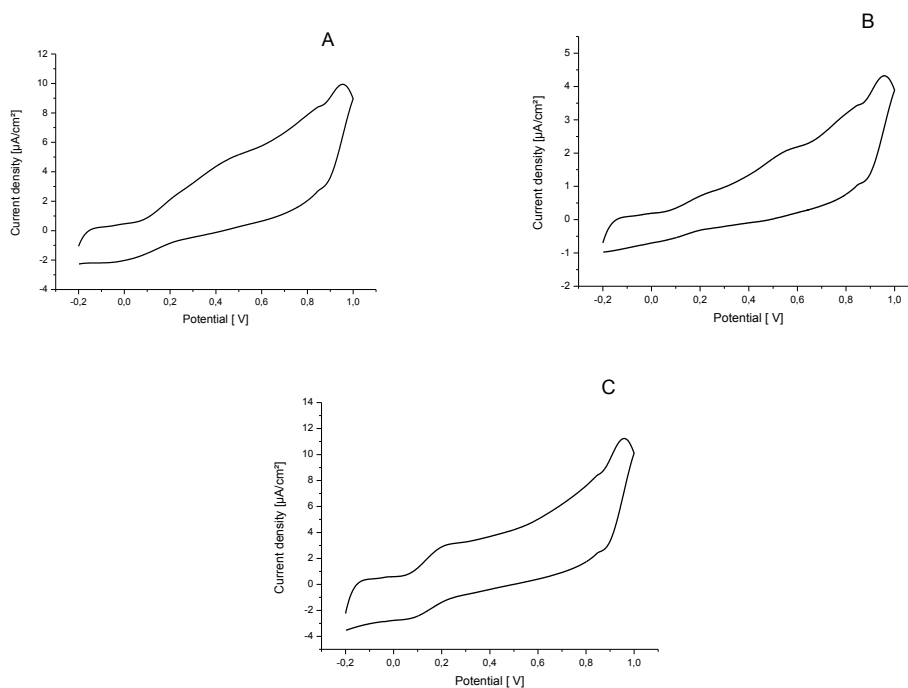 A
12
10
8
6
4
2
0
-2
-4
Current density [µA/cm²]
-0,2 0,0 0,2 0,4 0,6 0,8 1,0
Potential [ V]
B
5
4
3
2
1
0
-1
-2
Current density [µA/cm²]
-0,2 0,0 0,2 0,4 0,6 0,8 1,0
Potential [ V]
C
14
12
10
8
6
4
2
0
-2
-4
Current density [µA/cm²]
-0,2 0,0 0,2 0,4 0,6 0,8 1,0
Potential [ V]